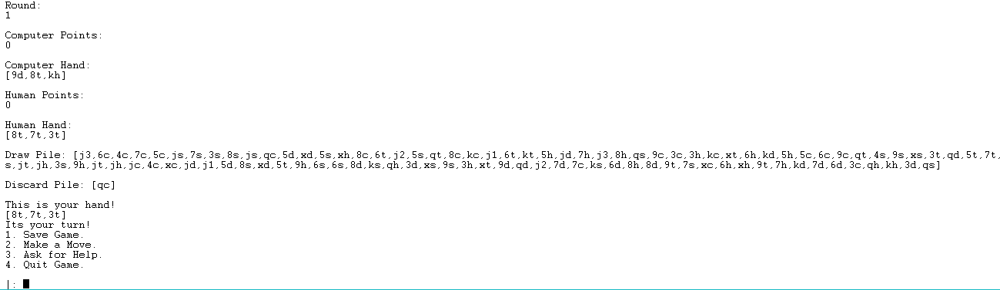 Round:
1
Computer Points:
0
Computer Hand:
[9d,8t,kh]
Human Points:
0
Human Hand:
[8t,7t,3t]
Draw Pile: [j3,6c,4c,7c,5c,js,7s,3s,8s,js,qc,5d,xd,5s,xh,8c,6t,j2,5s,qt,8c,kc,j1,6t,kt,5h,jd,7h,j3,8h,qs,9c,3c,3h,kc,xt,6h,kd,5h,5c,6c,9c,qt,4s,9s,xs,3t,qd,5t,7t,
s,jt,jh,3s,9h,jt,jh,jc,4c,xc,jd,j1,5d,8s,xd,5t,9h,6s,6s,8d,ks,qh,3d,xs,9s,3h,xt,9d,qd,j2,7d,7c,ks,6d,8h,8d,9t,7s,xc,6h,xh,9t,7h,kd,7d,6d,3c,qh,kh,3d,qs]
Discard Pile: [qc]
This is your hand!
[8t,7t,3t]
Its your turn!
1. Save Game.
2. Make a Move.
3. Ask for Help.
4. Quit Game.
|: